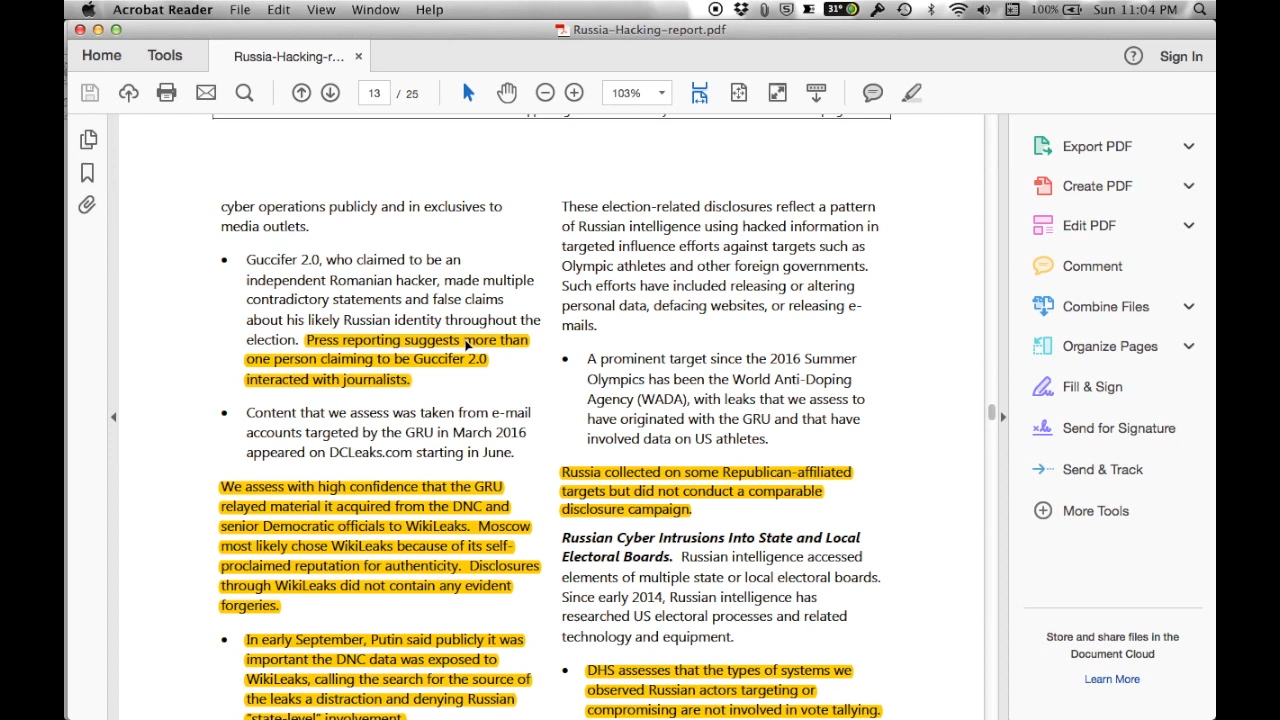 Acrobat Reader File Edit View Window Help 31° 100% Sun 11:04 PM
Russia-Hacking-report.pdf
Home Tools Russia-Hacking-r... × ? Sign In
13 / 25 103%
cyber operations publicly and in exclusives to
media outlets.
• Guccifer 2.0, who claimed to be an
independent Romanian hacker, made multiple
contradictory statements and false claims
about his likely Russian identity throughout the
election. Press reporting suggests more than
one person claiming to be Guccifer 2.0
interacted with journalists.
• Content that we assess was taken from e-mail
accounts targeted by the GRU in March 2016
appeared on DCLeaks.com starting in June.
We assess with high confidence that the GRU
relayed material it acquired from the DNC and
senior Democratic officials to WikiLeaks. Moscow
most likely chose WikiLeaks because of its self-
proclaimed reputation for authenticity. Disclosures
through WikiLeaks did not contain any evident
forgeries.
• In early September, Putin said publicly it was
important the DNC data was exposed to
WikiLeaks, calling the search for the source of
the leaks a distraction and denying Russian
"state-level" involvement.
These election-related disclosures reflect a pattern
of Russian intelligence using hacked information in
targeted influence efforts against targets such as
Olympic athletes and other foreign governments.
Such efforts have included releasing or altering
personal data, defacing websites, or releasing e-
mails.
• A prominent target since the 2016 Summer
Olympics has been the World Anti-Doping
Agency (WADA), with leaks that we assess to
have originated with the GRU and that have
involved data on US athletes.
Russia collected on some Republican-affiliated
targets but did not conduct a comparable
disclosure campaign.
Russian Cyber Intrusions Into State and Local
Electoral Boards. Russian intelligence accessed
elements of multiple state or local electoral boards.
Since early 2014, Russian intelligence has
researched US electoral processes and related
technology and equipment.
• DHS assesses that the types of systems we
observed Russian actors targeting or
compromising are not involved in vote tallying.
Export PDF
Create PDF
Edit PDF
Comment
Combine Files
Organize Pages
Fill & Sign
Send for Signature
Send & Track
More Tools
Store and share files in the
Document Cloud
Learn More